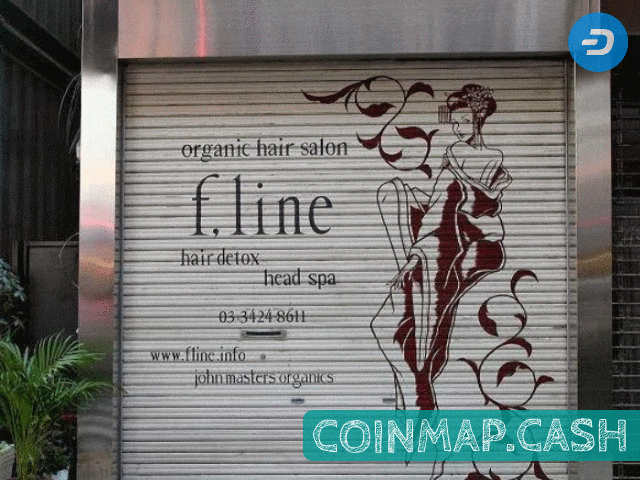 organic hair salon
f.line
hair detox
head spa
03 3424 8611
www.fline.info
john masters organics
COINMAP.CASH